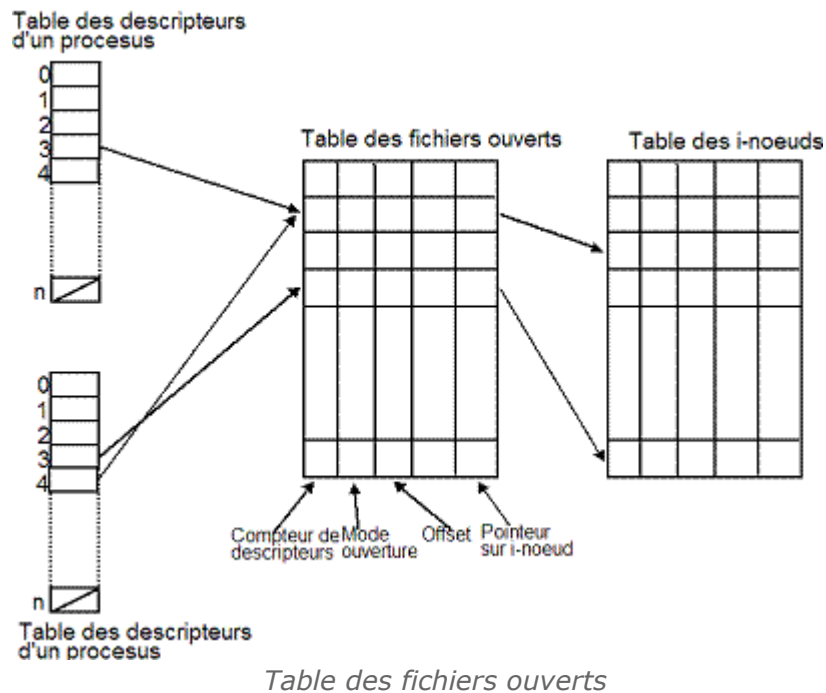 Table des descripteurs
d'un procesus
0
1
2
3
4
n
Table des fichiers ouverts
Table des i-noeuds
0
1
2
3
4
n
Compteur de
descripteurs
Mode
ouverture
Offset
Pointeur
sur i-noeud
Table des descripteurs
d'un procesus
Table des fichiers ouverts